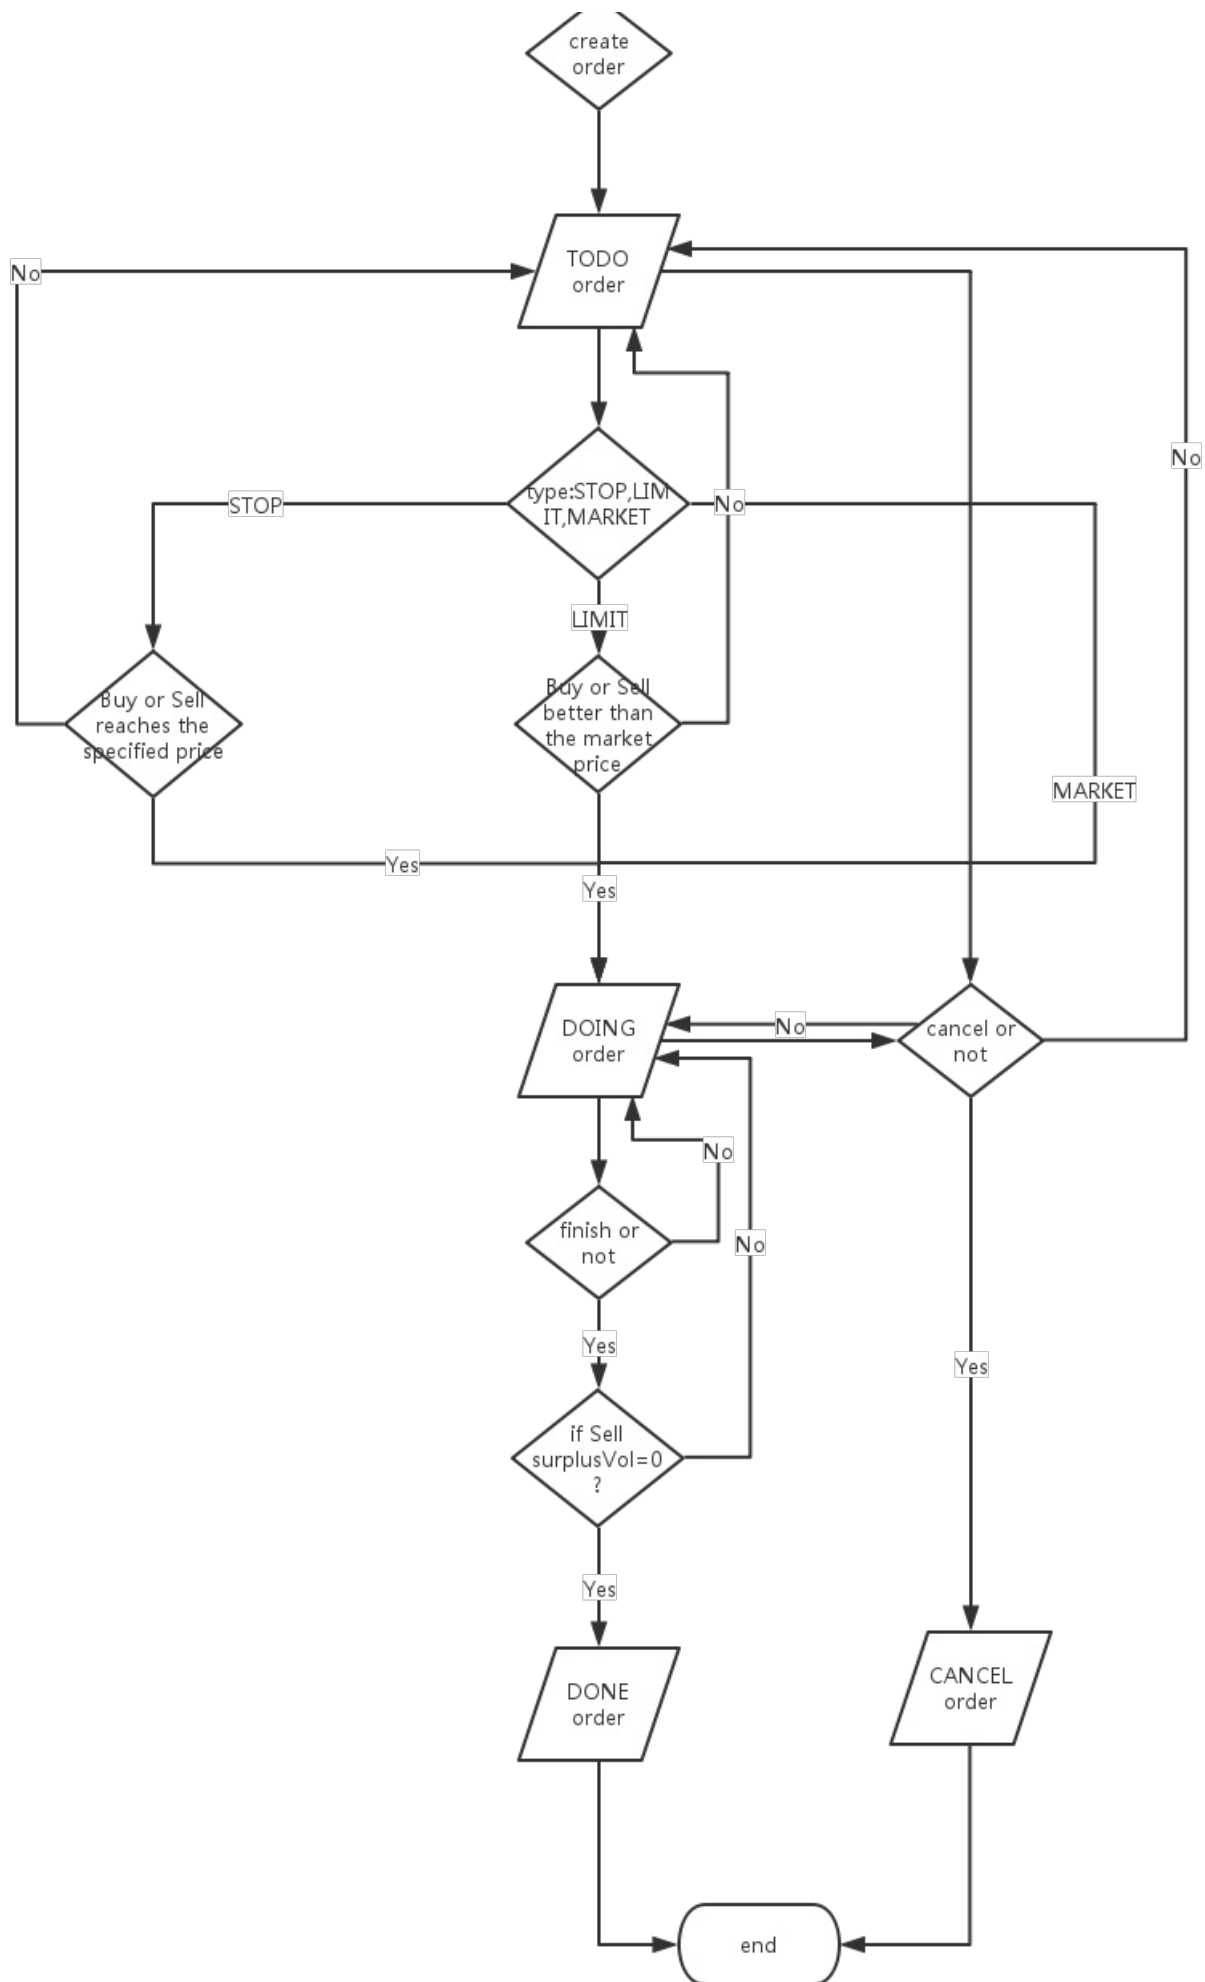 create
order
TODO
order
No
No
type:STOP,LIM
IT,MARKET
STOP
No
LIMIT
Buy or Sell
reaches the
specified price
Buy or Sell
better than
the market
price
MARKET
Yes
Yes
DOING
order
No
cancel or
not
No
finish or
not
No
Yes
Yes
if Sell
surplusVol=0
?
Yes
DONE
order
CANCEL
order
end